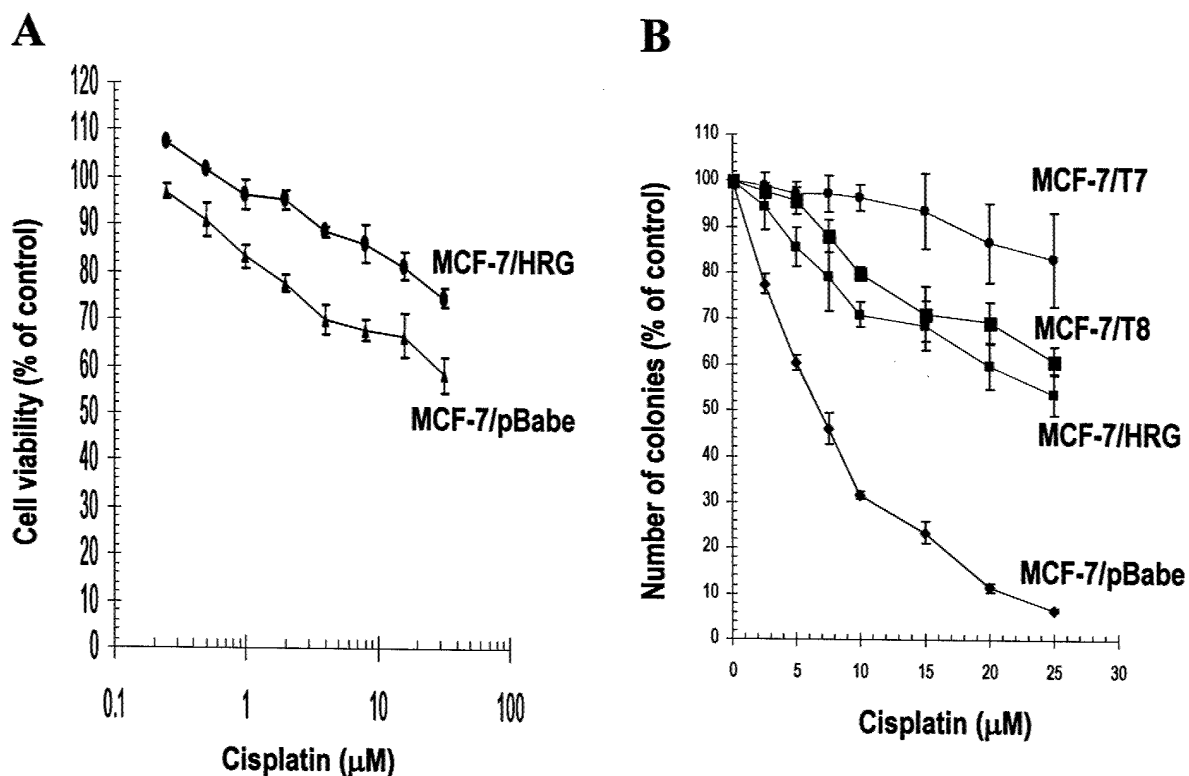 A
120
110
100
90
80
70
60
50
40
30
20
10
0
0.1
1
10
100
Cell viability (% of control)
Cisplatin (µM)
MCF-7/HRG
MCF-7/pBabe
B
110
100
90
80
70
60
50
40
30
20
10
0
0 5 10 15 20 25 30
Number of colonies (% of control)
Cisplatin (µM)
MCF-7/T7
MCF-7/T8
MCF-7/HRG
MCF-7/pBabe